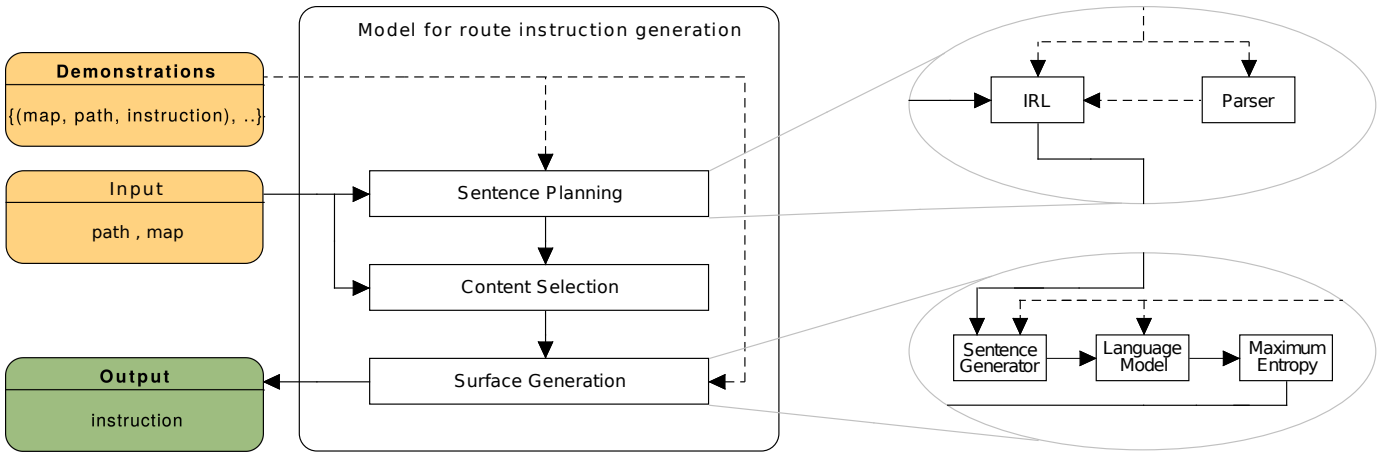 Model for route instruction generation
Demonstrations
{(map, path, instruction), ..}
Input
path , map
Output
instruction
Sentence Planning
Content Selection
Surface Generation
IRL
Parser
Sentence
Generator
Language
Model
Maximum
Entropy